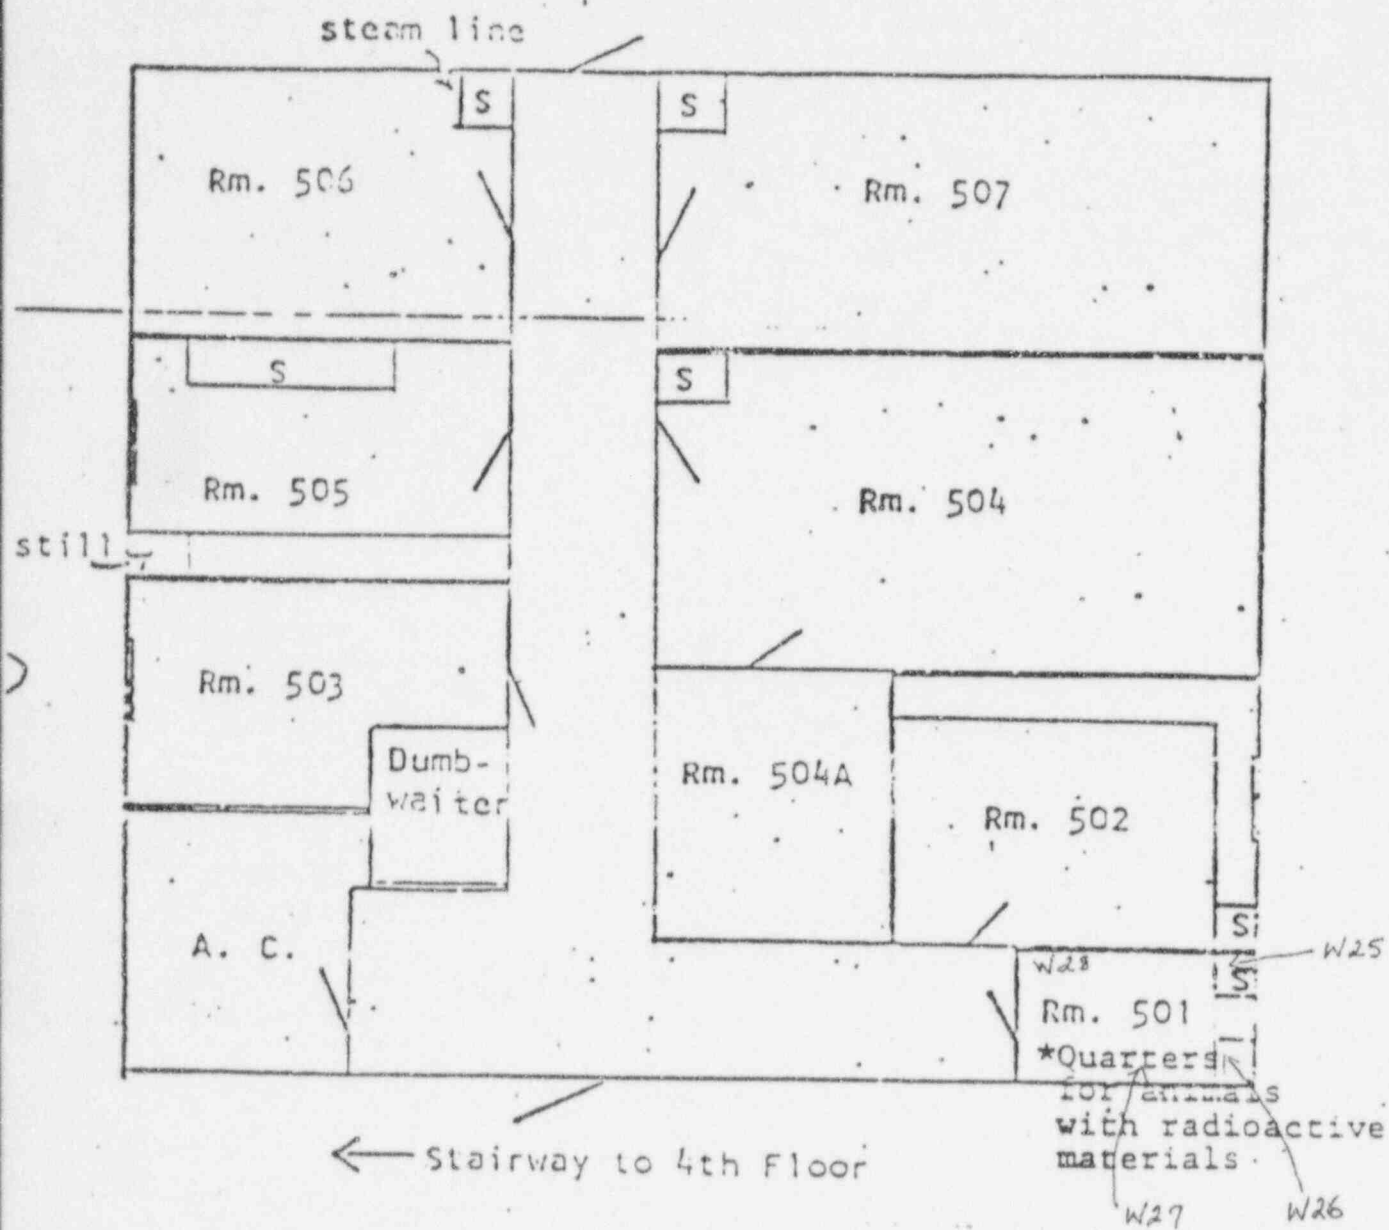 steam line
S
S
Rm. 506
Rm. 507
S
S
Rm. 505
Rm. 504
still
Rm. 503
Dumb-
waiter
Rm. 504A
Rm. 502
A. C.
S
W25
W28
S
Rm. 501
*Quarters
for animals
with radioactive
materials
← Stairway to 4th Floor
W27
W26